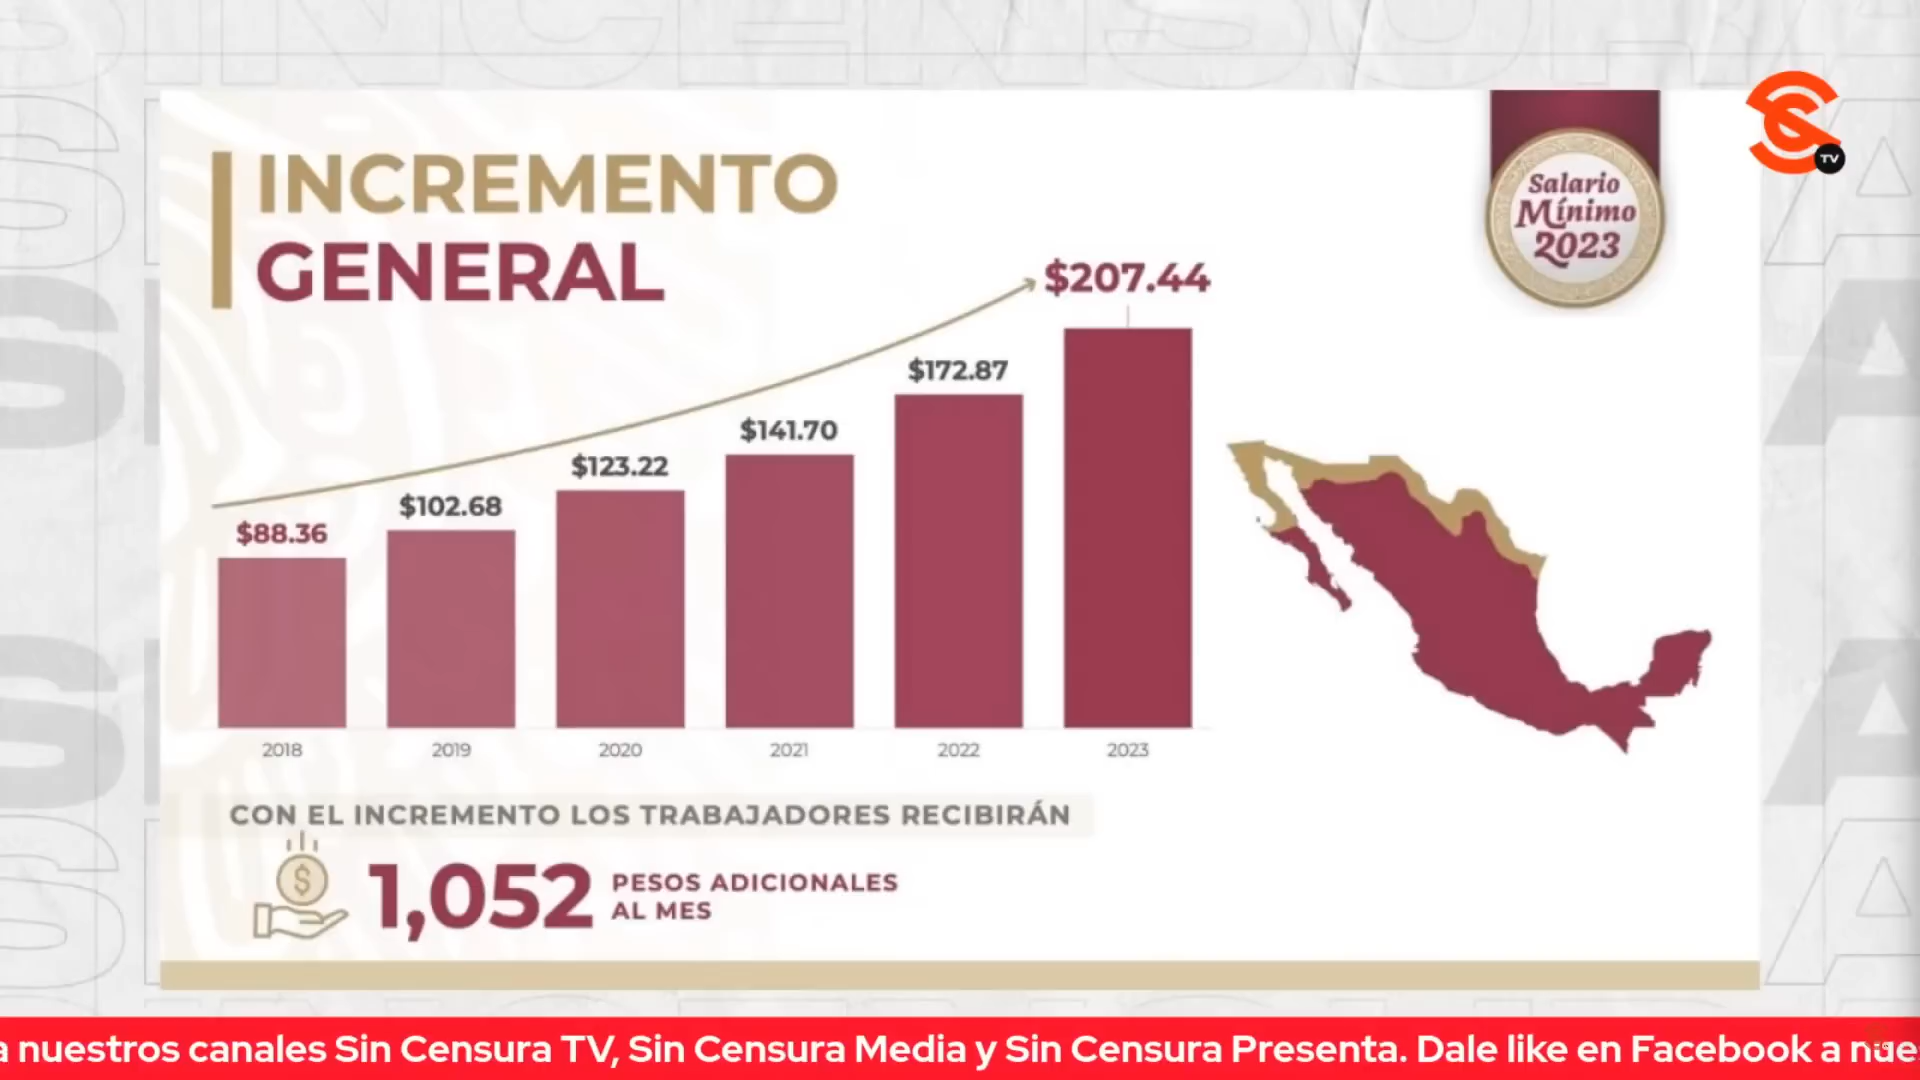 INCREMENTO
GENERAL
Salario
Mínimo
2023
TV
$207.44
$172.87
$141.70
$123.22
$102.68
$88.36
2018 2019 2020 2021 2022 2023
CON EL INCREMENTO LOS TRABAJADORES RECIBIRÁN
$
1,052 PESOS ADICIONALES
AL MES
a nuestros canales Sin Censura TV, Sin Censura Media y Sin Censura Presenta. Dale like en Facebook a nue